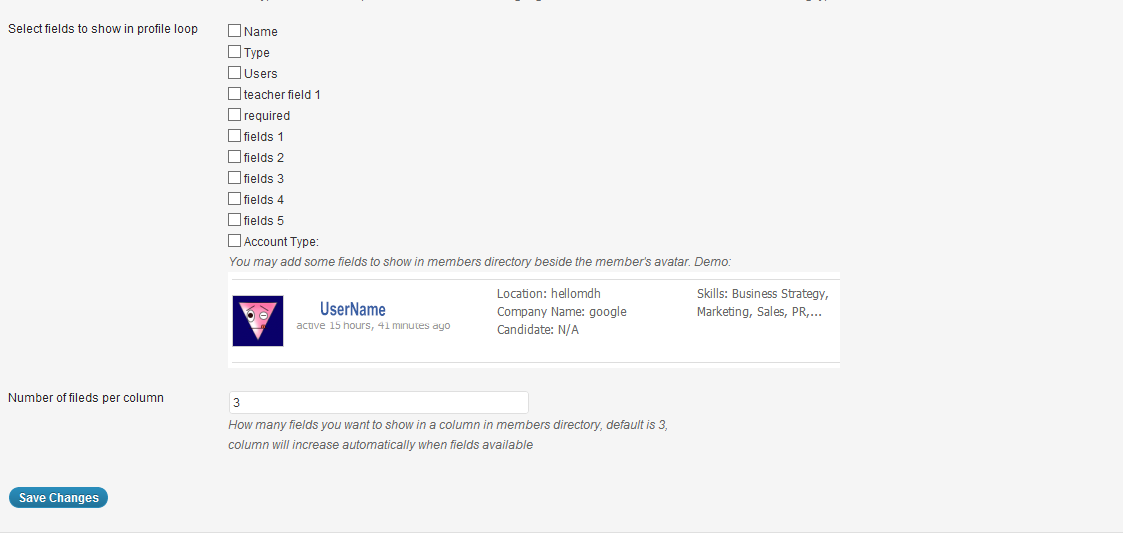 Select fields to show in profile loop
Name
Type
Users
teacher field 1
required
fields 1
fields 2
fields 3
fields 4
fields 5
Account Type:
You may add some fields to show in members directory beside the member's avatar. Demo:
UserName
active 15 hours, 41 minutes ago
Location: hellomdh
Company Name: google
Candidate: N/A
Skills: Business Strategy,
Marketing, Sales, PR,...
Number of fileds per column
3
How many fields you want to show in a column in members directory, default is 3,
column will increase automatically when fields available
Save Changes